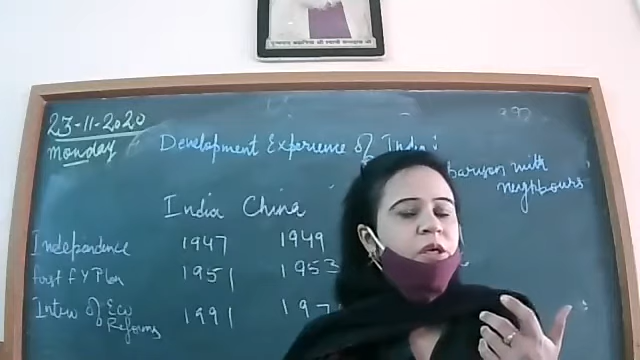 23-11-2020
Monday
Development Experience of India :
parison with
neighbours
India China
Independence 1947 1949
First FYPlan 1951 1953
of Eco Reforms 1991 197